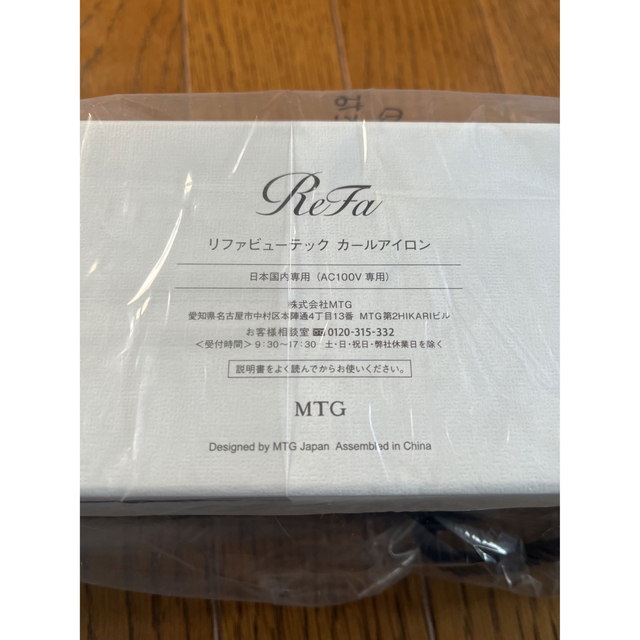 ReFa
リファビューテック カールアイロン
日本国内専用（AC100V 専用）
株式会社MTG
愛知県名古屋市中村区本陣通4丁目13番 MTG第2HIKARIビル
お客様相談室 0120-315-332
＜受付時間＞9:30〜17:30 土・日・祝日・弊社休業日を除く
説明書をよく読んでからお使いください。
MTG
Designed by MTG Japan Assembled in China